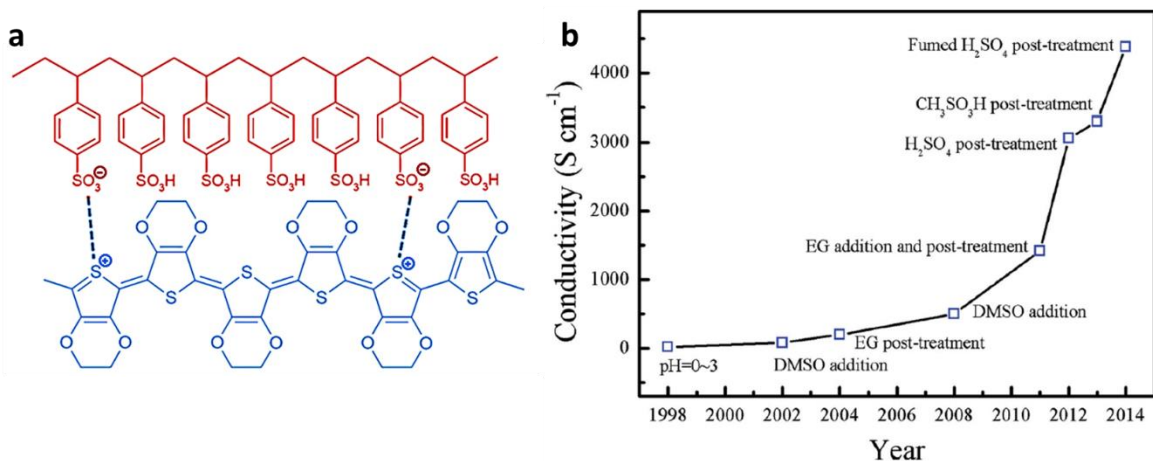 a
SO₃⊖ SO₃H SO₃H SO₃H SO₃H SO₃⊖ SO₃H
O O O O O O
S⊕ S⊕
S S S S
O O O O O O
b
Conductivity (S cm⁻¹)
4000
3000
2000
1000
0
Fumed H₂SO₄ post-treatment
CH₃SO₃H post-treatment
H₂SO₄ post-treatment
EG addition and post-treatment
DMSO addition
EG post-treatment
pH=0~3
DMSO addition
1998 2000 2002 2004 2006 2008 2010 2012 2014
Year